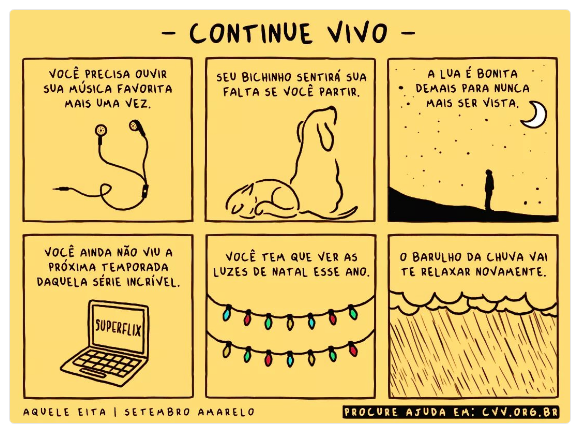 - CONTINUE VIVO -
VOCÊ PRECISA OUVIR
SUA MÚSICA FAVORITA
MAIS UMA VEZ.
SEU BICHINHO SENTIRÁ SUA
FALTA SE VOCÊ PARTIR.
A LUA É BONITA
DEMAIS PARA NUNCA
MAIS SER VISTA.
VOCÊ AINDA NÃO VIU A
PRÓXIMA TEMPORADA
DAQUELA SÉRIE INCRÍVEL.
SUPERFLIX
VOCÊ TEM QUE VER AS
LUZES DE NATAL ESSE ANO.
O BARULHO DA CHUVA VAI
TE RELAXAR NOVAMENTE.
AQUELE EITA | SETEMBRO AMARELO
PROCURE AJUDA EM: CVV.ORG.BR